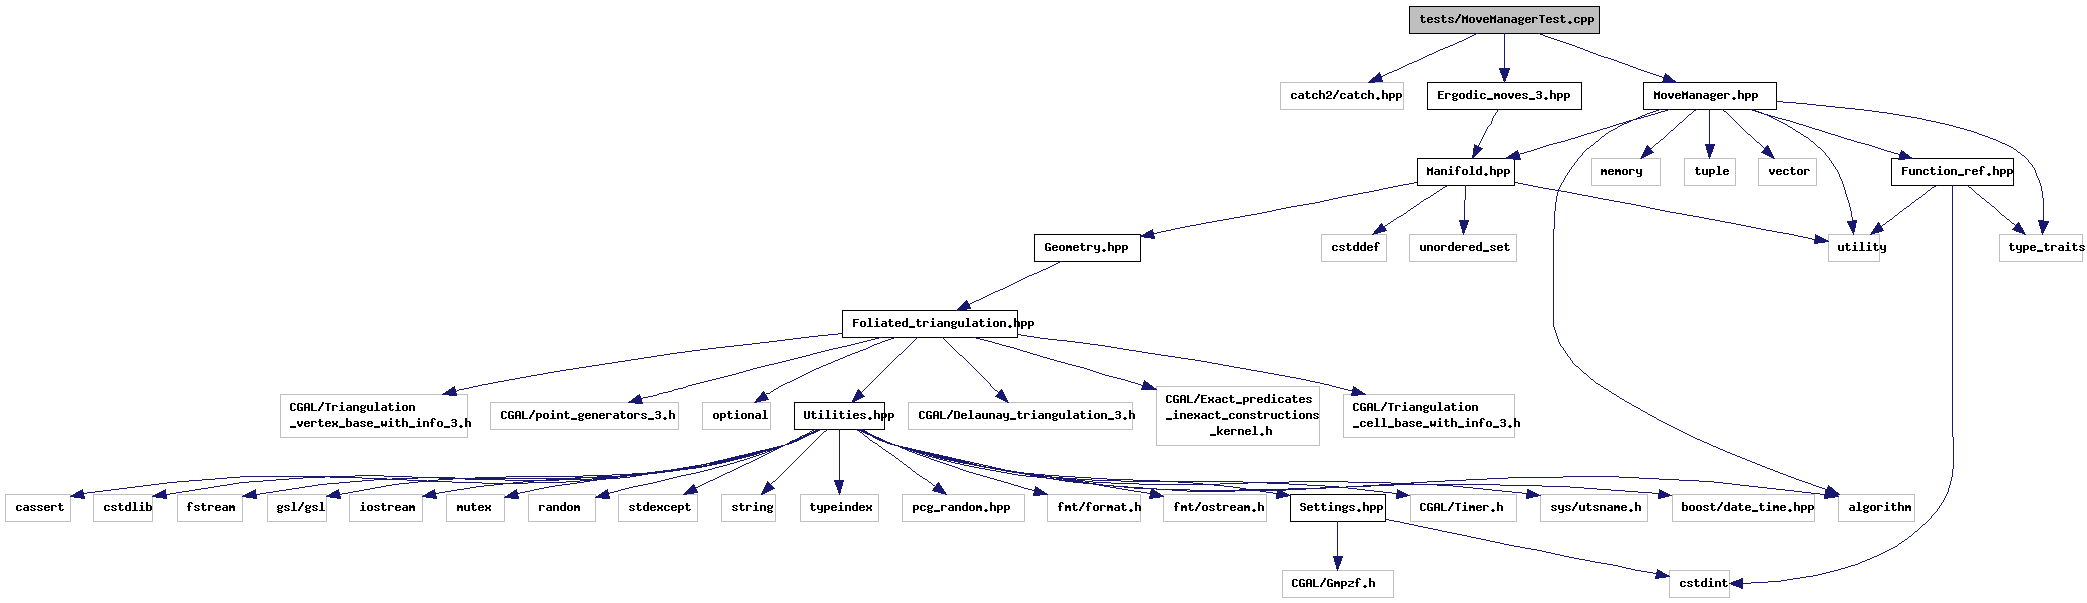 tests/MoveManagerTest.cpp
catch2/catch.hpp
Ergodic_moves_3.hpp
MoveManager.hpp
Manifold.hpp
memory
tuple
vector
Function_ref.hpp
Geometry.hpp
cstddef
unordered_set
utility
type_traits
Foliated_triangulation.hpp
CGAL/Triangulation
_vertex_base_with_info_3.h
CGAL/point_generators_3.h
optional
Utilities.hpp
CGAL/Delaunay_triangulation_3.h
CGAL/Exact_predicates
_inexact_constructions
_kernel.h
CGAL/Triangulation
_cell_base_with_info_3.h
cassert
cstdlib
fstream
gsl/gsl
iostream
mutex
random
stdexcept
string
typeindex
pcg_random.hpp
fmt/format.h
fmt/ostream.h
Settings.hpp
CGAL/Timer.h
sys/utsname.h
boost/date_time.hpp
algorithm
CGAL/Gmpzf.h
cstdint